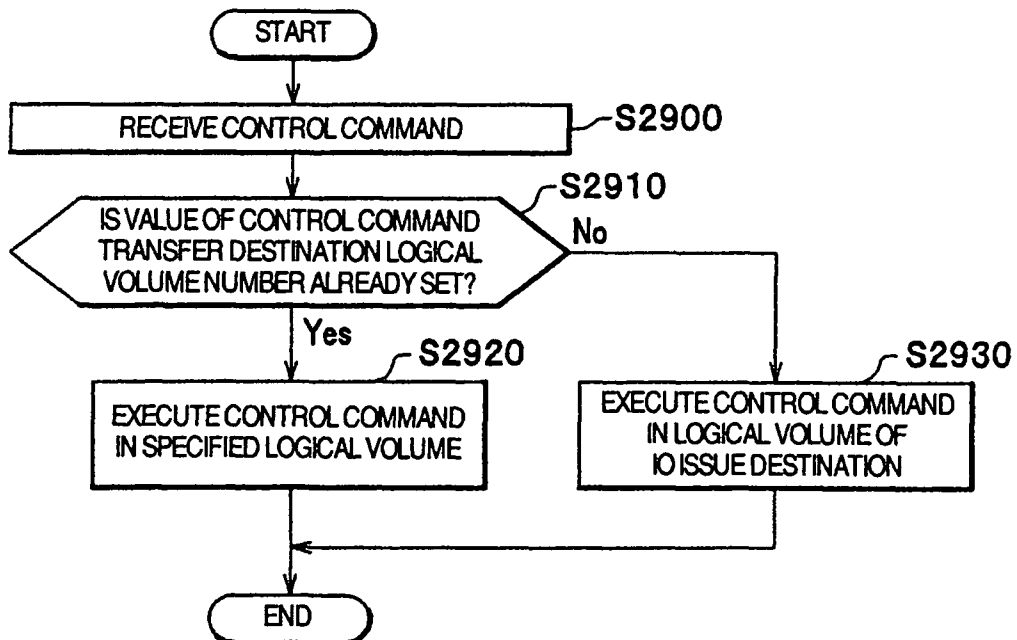 START
RECEIVE CONTROL COMMAND
S2900
S2910
IS VALUE OF CONTROL COMMAND
TRANSFER DESTINATION LOGICAL
VOLUME NUMBER ALREADY SET?
No
Yes
S2920
EXECUTE CONTROL COMMAND
IN SPECIFIED LOGICAL VOLUME
S2930
EXECUTE CONTROL COMMAND
IN LOGICAL VOLUME OF
IO ISSUE DESTINATION
END